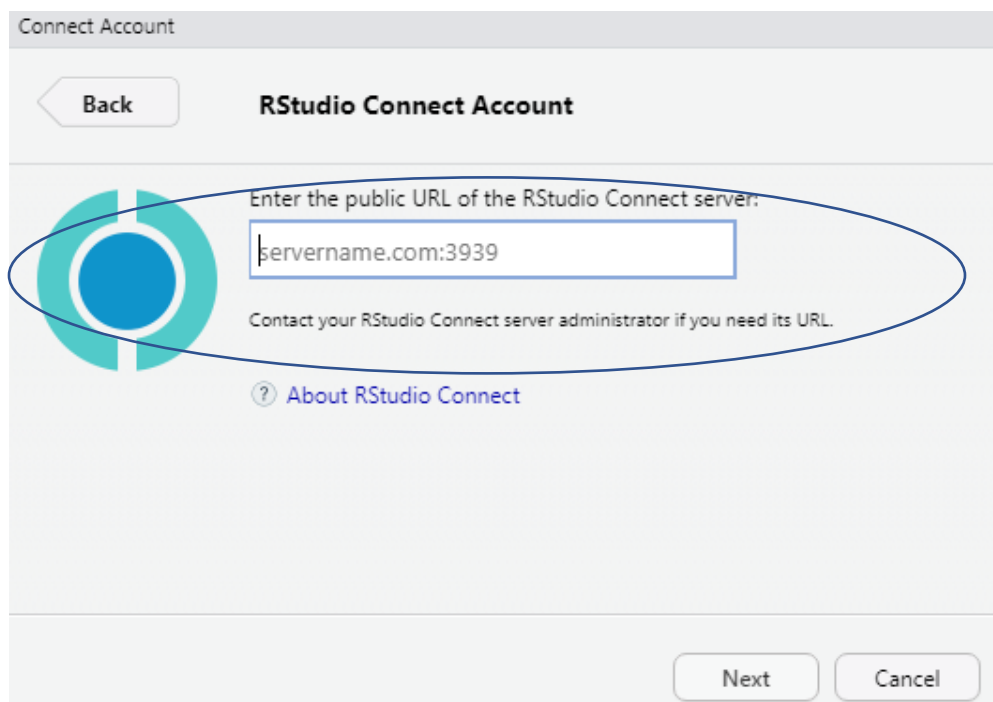 Connect Account
Back
RStudio Connect Account
Enter the public URL of the RStudio Connect server:
servername.com:3939
Contact your RStudio Connect server administrator if you need its URL.
? About RStudio Connect
Next
Cancel